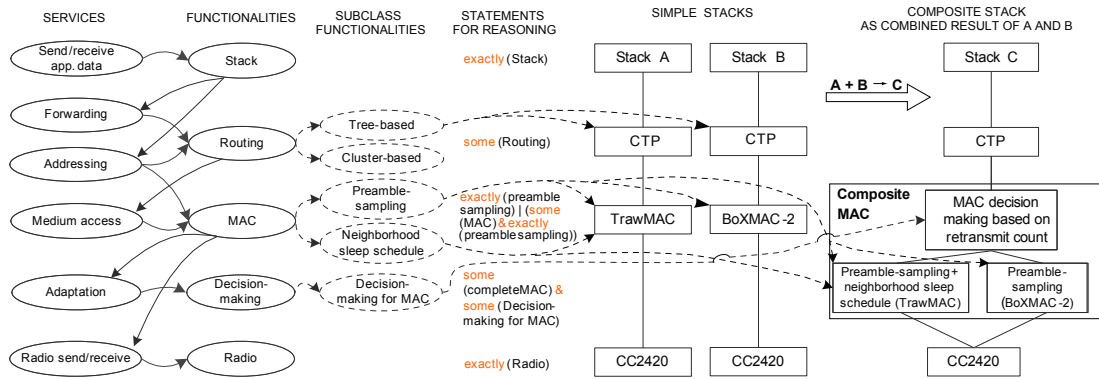 SERVICES
FUNCTIONALITIES
SUBCLASS
FUNCTIONALITIES
STATEMENTS
FOR REASONING
SIMPLE STACKS
COMPOSITE STACK
AS COMBINED RESULT OF A AND B
Send/receive
app. data
Forwarding
Addressing
Medium access
Adaptation
Radio send/receive
Stack
Routing
MAC
Decision-
making
Radio
Tree-based
Cluster-based
Preamble-
sampling
Neighborhood
sleep schedule
Decision-
making for MAC
exactly (Stack)
some (Routing)
exactly (preamble
sampling) | (some
(MAC) & exactly
(preamble sampling))
some
(completeMAC) &
some (Decision-
making for MAC)
exactly (Radio)
Stack A
CTP
TrawMAC
CC2420
Stack B
CTP
BoXMAC-2
CC2420
A + B → C
Stack C
CTP
Composite
MAC
MAC decision
making based on
retransmit count
Preamble-sampling+
neighborhood sleep
schedule (TrawMAC)
Preamble-
sampling
(BoXMAC-2)
CC2420